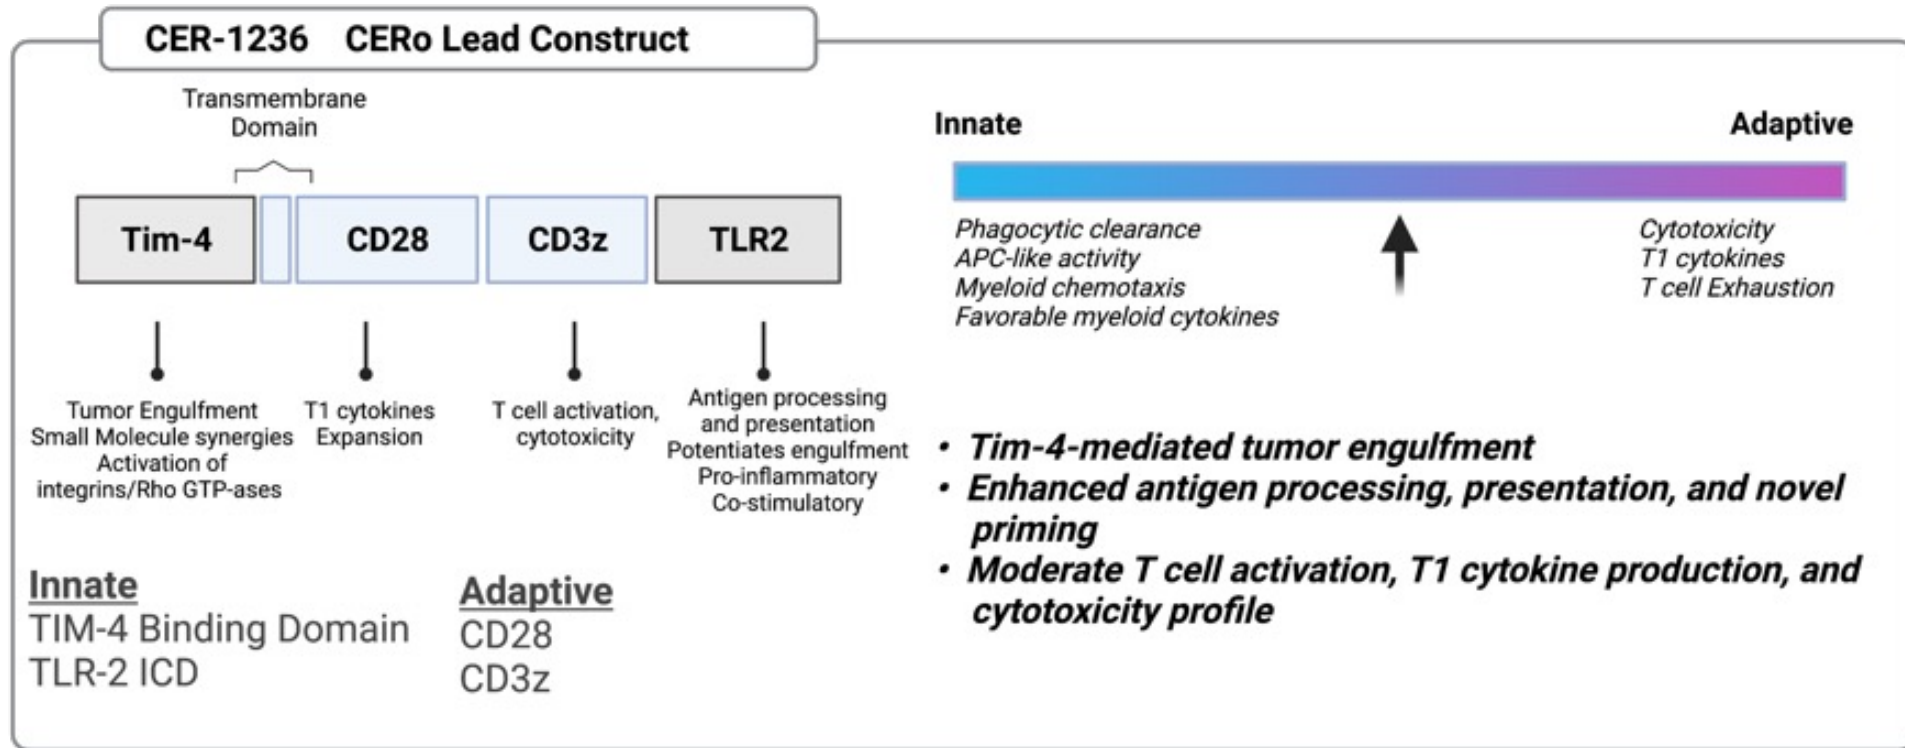 CER-1236 CERo Lead Construct
Transmembrane
Domain
Tim-4
CD28
CD3z
TLR2
Tumor Engulfment
Small Molecule synergies
Activation of
integrins/Rho GTP-ases
T1 cytokines
Expansion
T cell activation,
cytotoxicity
Antigen processing
and presentation
Potentiates engulfment
Pro-inflammatory
Co-stimulatory
Innate
TIM-4 Binding Domain
TLR-2 ICD
Adaptive
CD28
CD3z
Innate
Adaptive
Phagocytic clearance
APC-like activity
Myeloid chemotaxis
Favorable myeloid cytokines
Cytotoxicity
T1 cytokines
T cell Exhaustion
• Tim-4-mediated tumor engulfment
• Enhanced antigen processing, presentation, and novel
priming
• Moderate T cell activation, T1 cytokine production, and
cytotoxicity profile